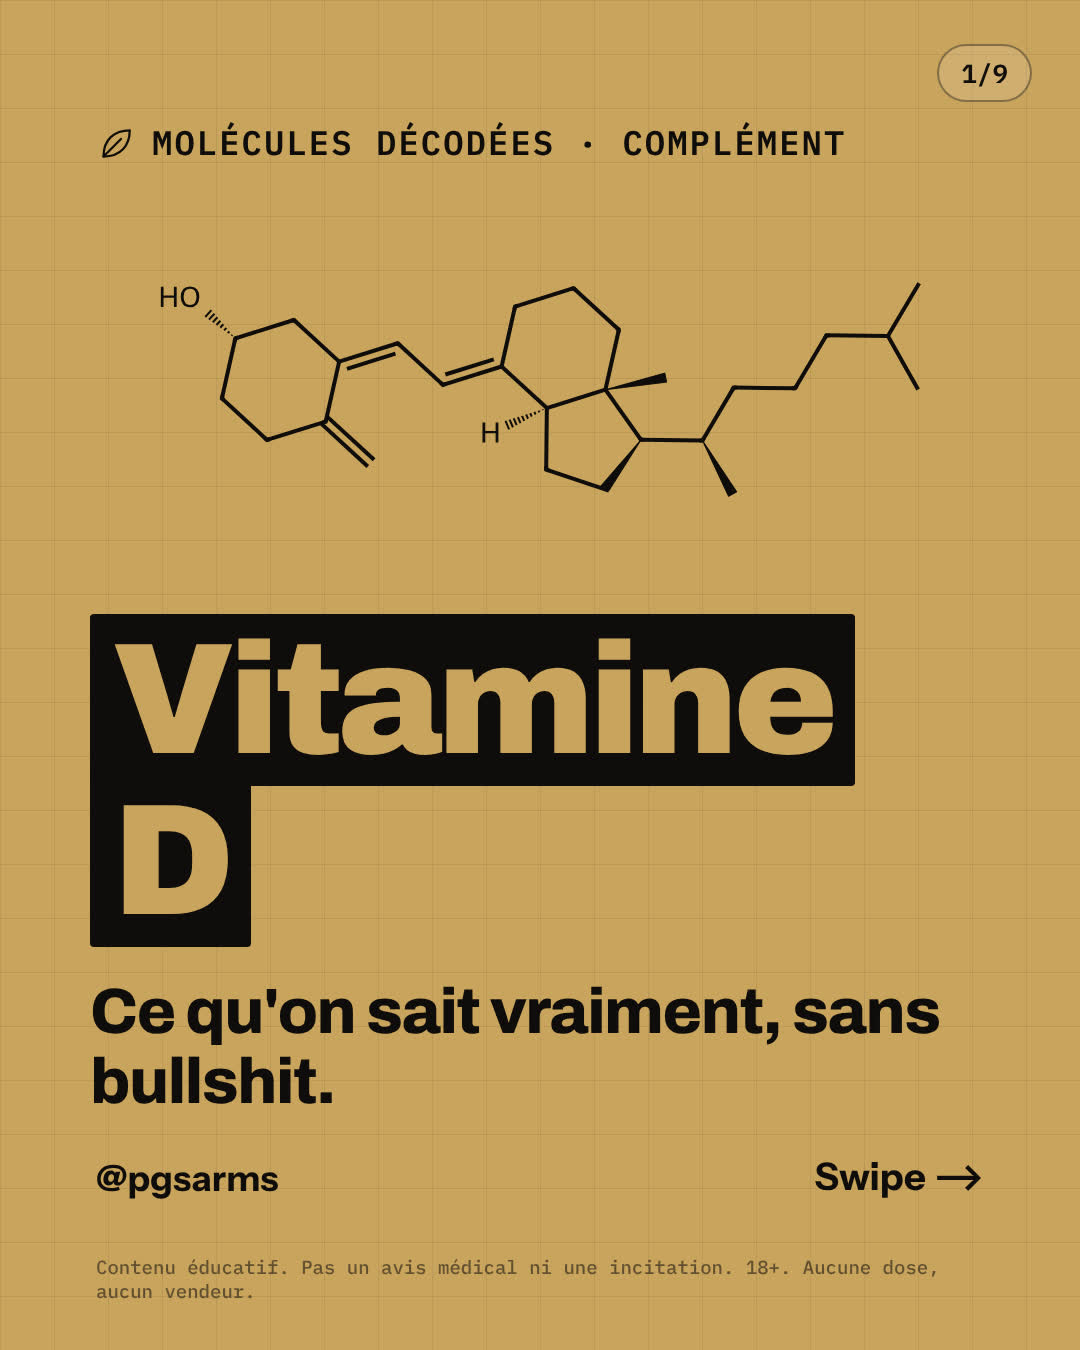 1/9
MOLÉCULES DÉCODÉES · COMPLÉMENT
HO
H
Vitamine
D
Ce qu'on sait vraiment, sans
bullshit.
@pgsarms
Swipe →
Contenu éducatif. Pas un avis médical ni une incitation. 18+. Aucune dose,
aucun vendeur.